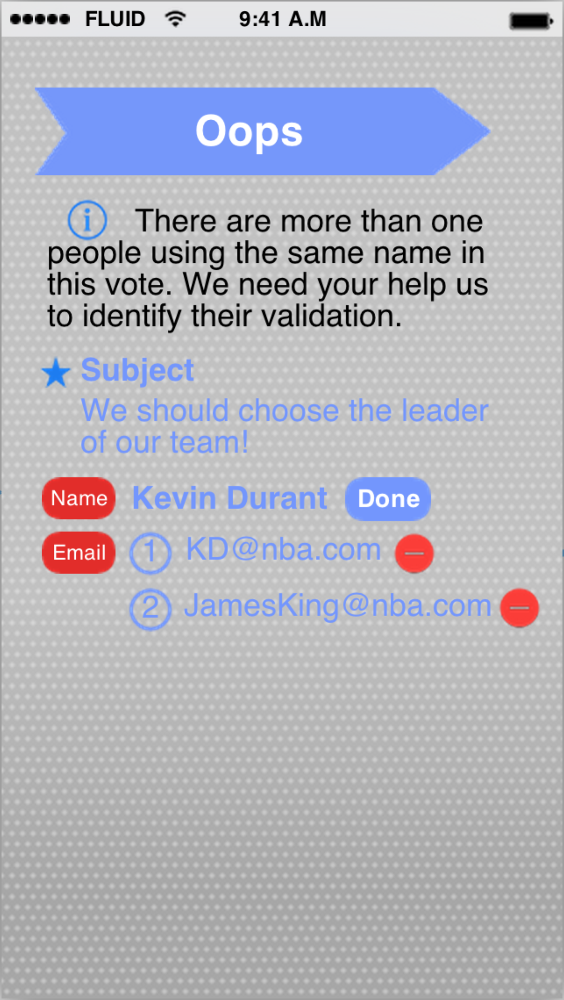 FLUID 9:41 A.M
Oops
There are more than one
people using the same name in
this vote. We need your help us
to identify their validation.
Subject
We should choose the leader
of our team!
Name Kevin Durant Done
Email 1 KD@nba.com
2 JamesKing@nba.com